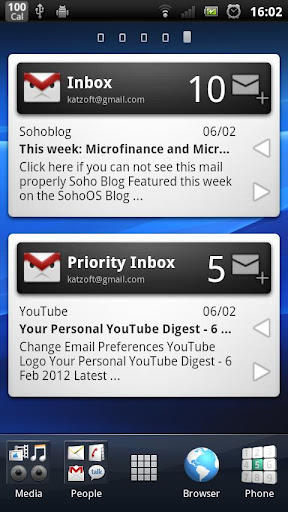 100
Cal
16:02
Inbox
10
katzoft@gmail.com
Sohoblog 06/02
This week: Microfinance and Micr...
Click here if you can not see this mail
properly Soho Blog Featured this week
on the SohoOS Blog ...
Priority Inbox
5
katzoft@gmail.com
YouTube 06/02
Your Personal YouTube Digest - 6 ...
Change Email Preferences YouTube
Logo Your Personal YouTube Digest - 6
Feb 2012 Latest ...
talk
5
Media People Browser Phone